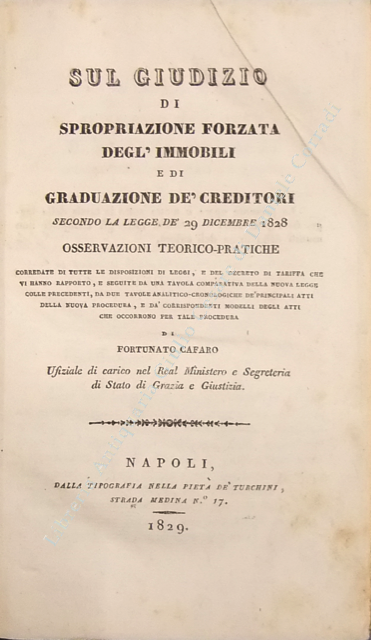 SUL GIUDIZIO
DI
SPROPRIAZIONE FORZATA
DEGL' IMMOBILI
E DI
GRADUAZIONE DE' CREDITORI
SECONDO LA LEGGE DE' 29 DICEMBRE 1828
OSSERVAZIONI TEORICO-PRATICHE
CORREDATE DI TUTTE LE DISPOSIZIONI DI LEGGI, E DEL DECRETO DI TARIFFA CHE
VI HANNO RAPPORTO, E SEGUITE DA UNA TAVOLA COMPARATIVA DELLA NUOVA LEGGE
COLLE PRECEDENTI, DA DUE TAVOLE ANALITICO-CRONOLOGICHE DE' PRINCIPALI ATTI
DELLA NUOVA PROCEDURA, E DA' CORRISPONDENTI MODELLI DEGLI ATTI
CHE OCCORRONO PER TALE PROCEDURA
DI
FORTUNATO CAFARO
Ufiziale di carico nel Real Ministero e Segreteria
di Stato di Grazia e Giustizia.
NAPOLI,
DALLA TIPOGRAFIA NELLA PIETÀ DE' TURCHINI,
STRADA MEDINA N.° 17.
1829.